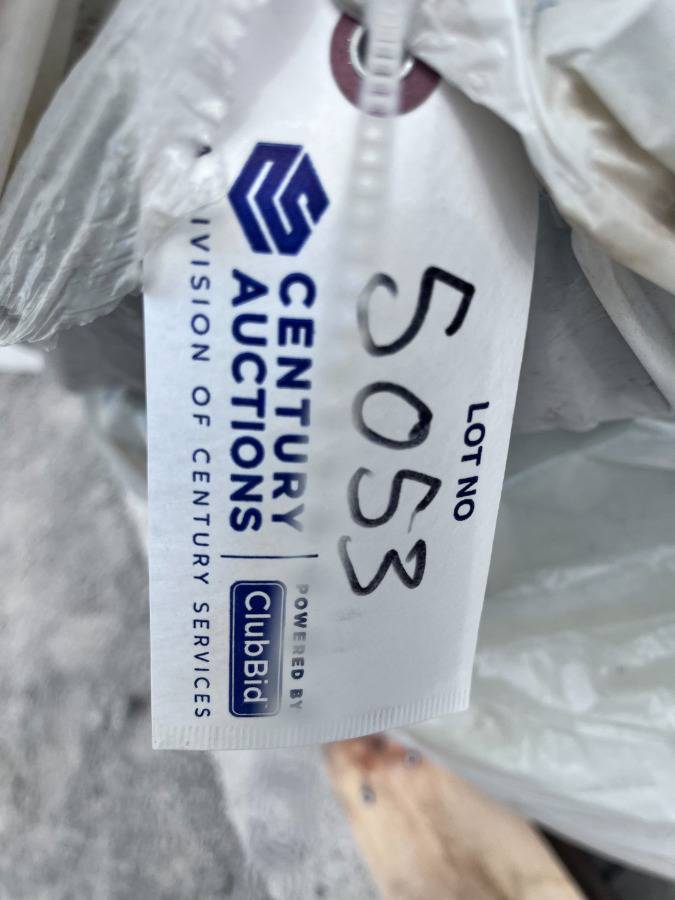 LOT NO
5053
CENTURY
AUCTIONS
POWERED BY
ClubBid
IVISION OF CENTURY SERVICES